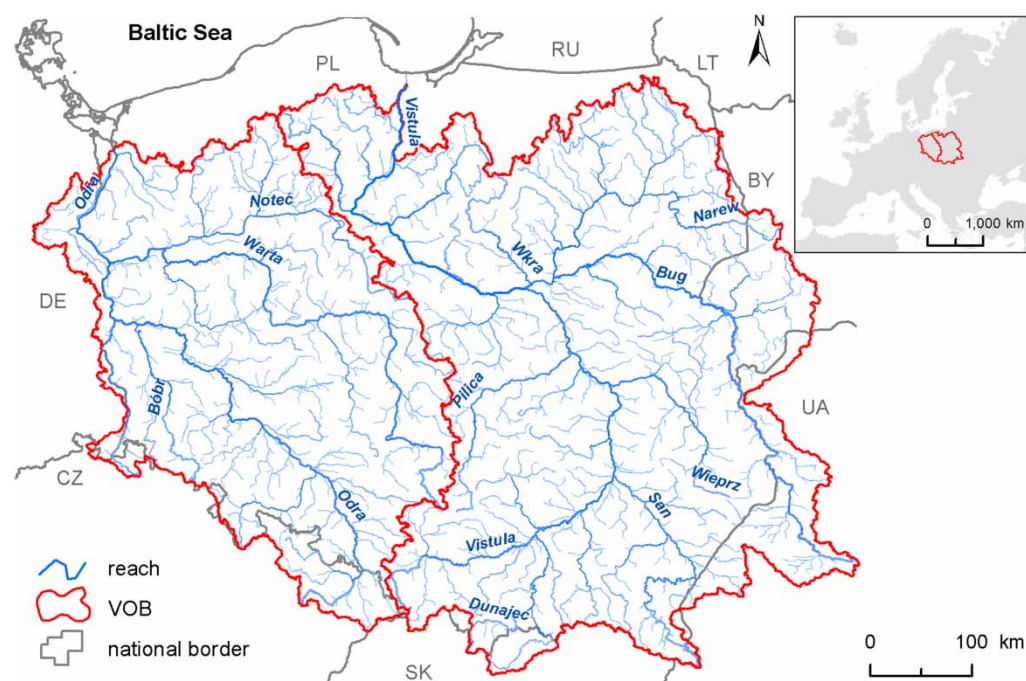 Baltic Sea
PL
RU
N
LT
Vistula
Odra
Noteć
BY
Narew
0 1,000 km
Warta
Wkra
Bug
DE
Bóbr
Pilica
UA
CZ
Odra
Wieprz
San
Vistula
reach
VOB
Dunajec
national border
0 100 km
SK